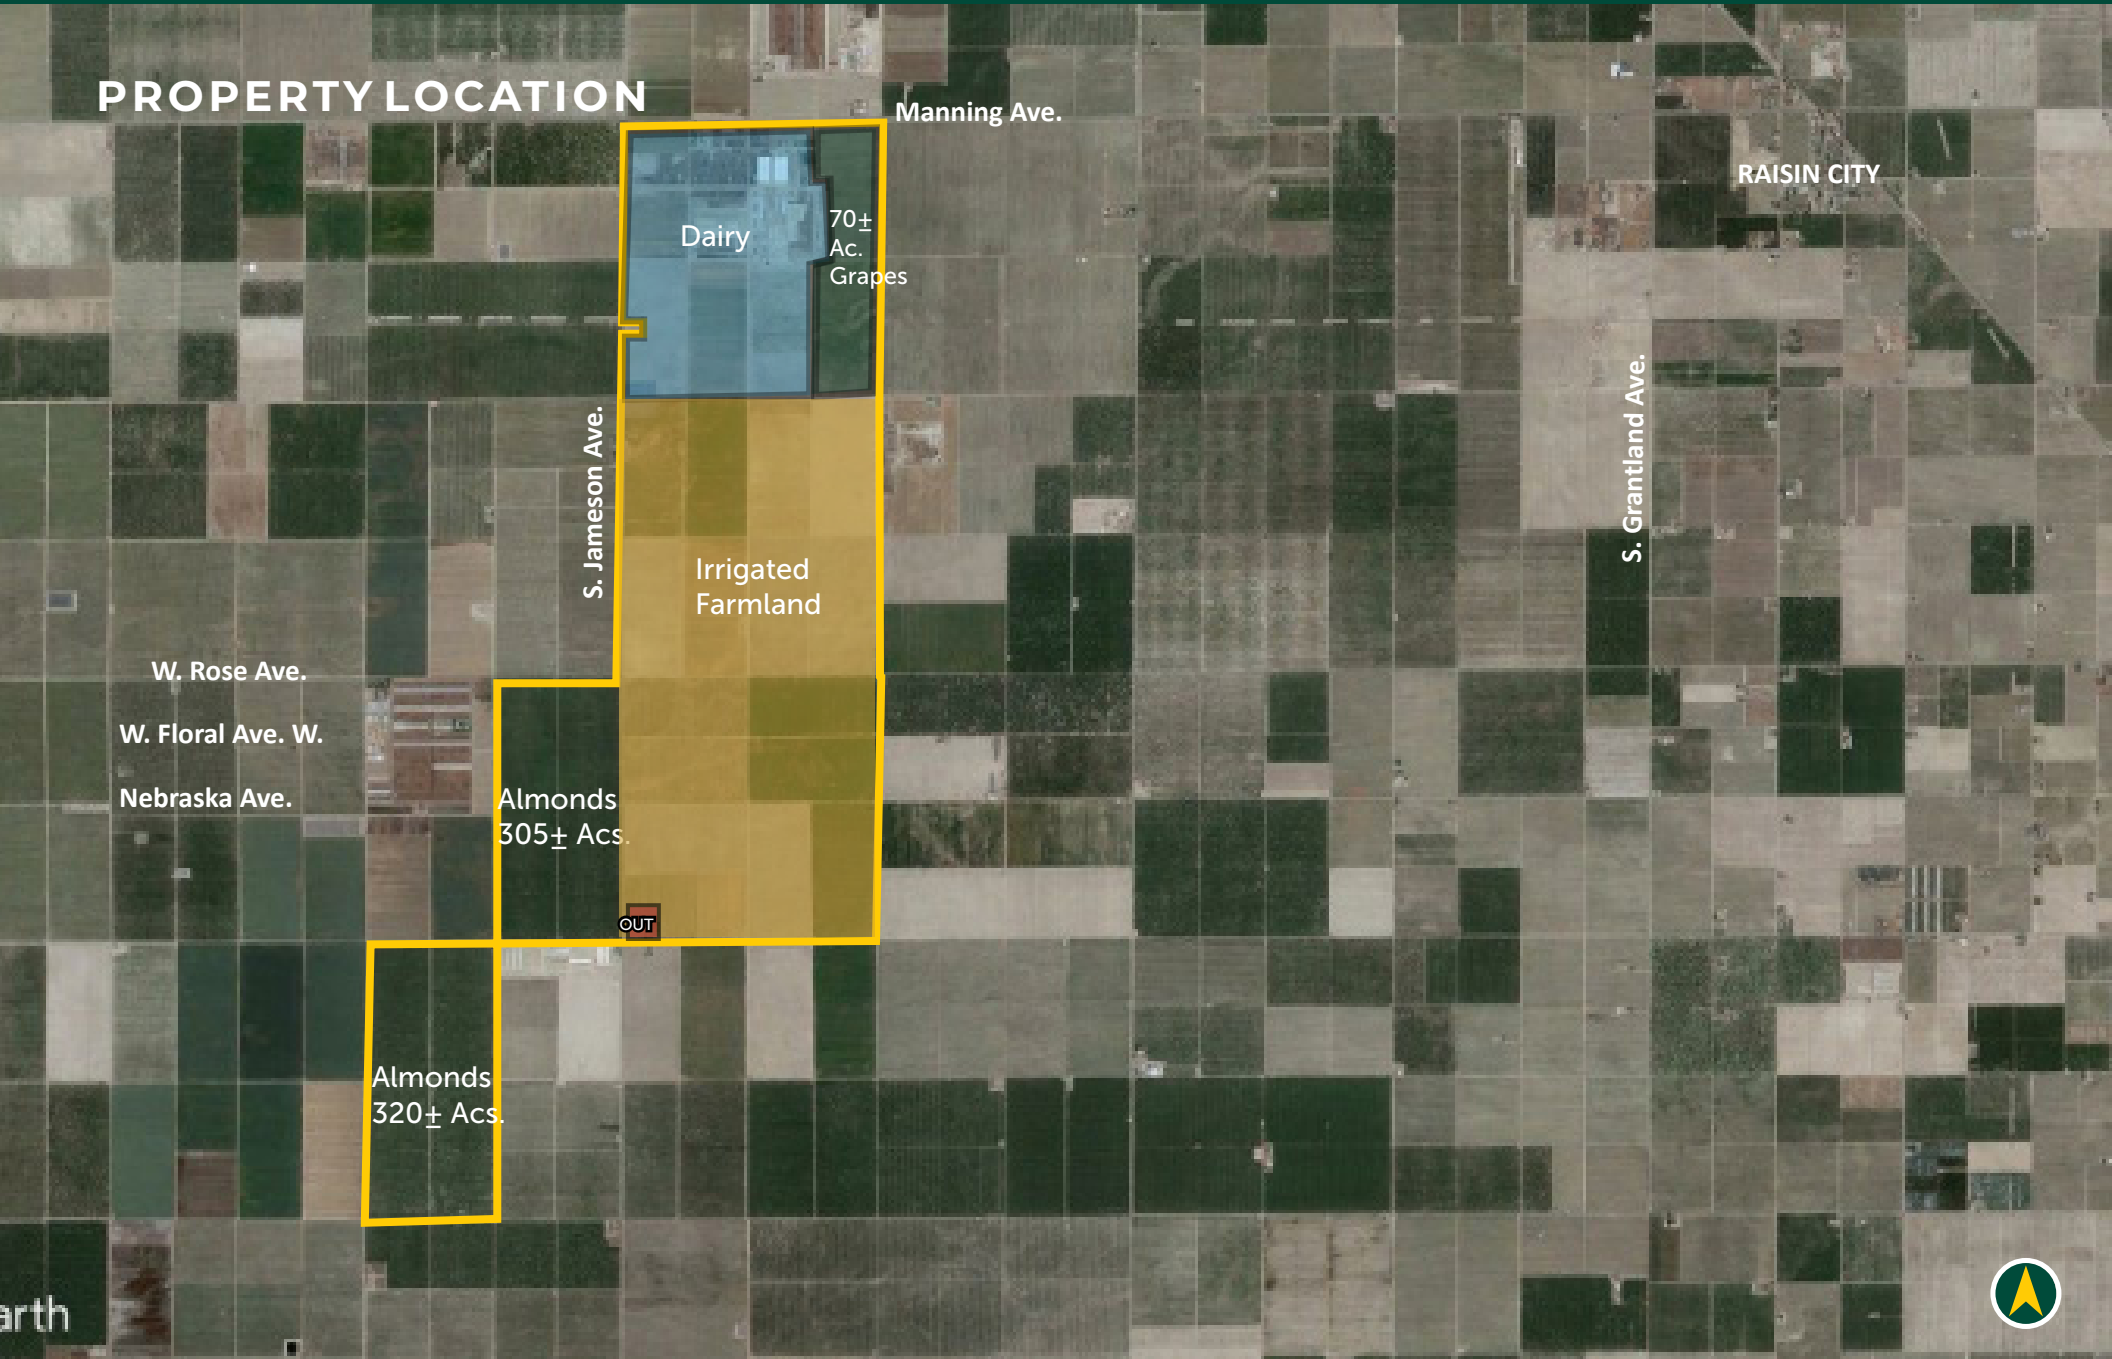 PROPERTY LOCATION
Manning Ave.
RAISIN CITY
Dairy
70±
Ac.
Grapes
S. Jameson Ave.
S. Grantland Ave.
Irrigated
Farmland
W. Rose Ave.
W. Floral Ave. W.
Nebraska Ave.
Almonds
305± Acs.
OUT
Almonds
320± Acs.
arth